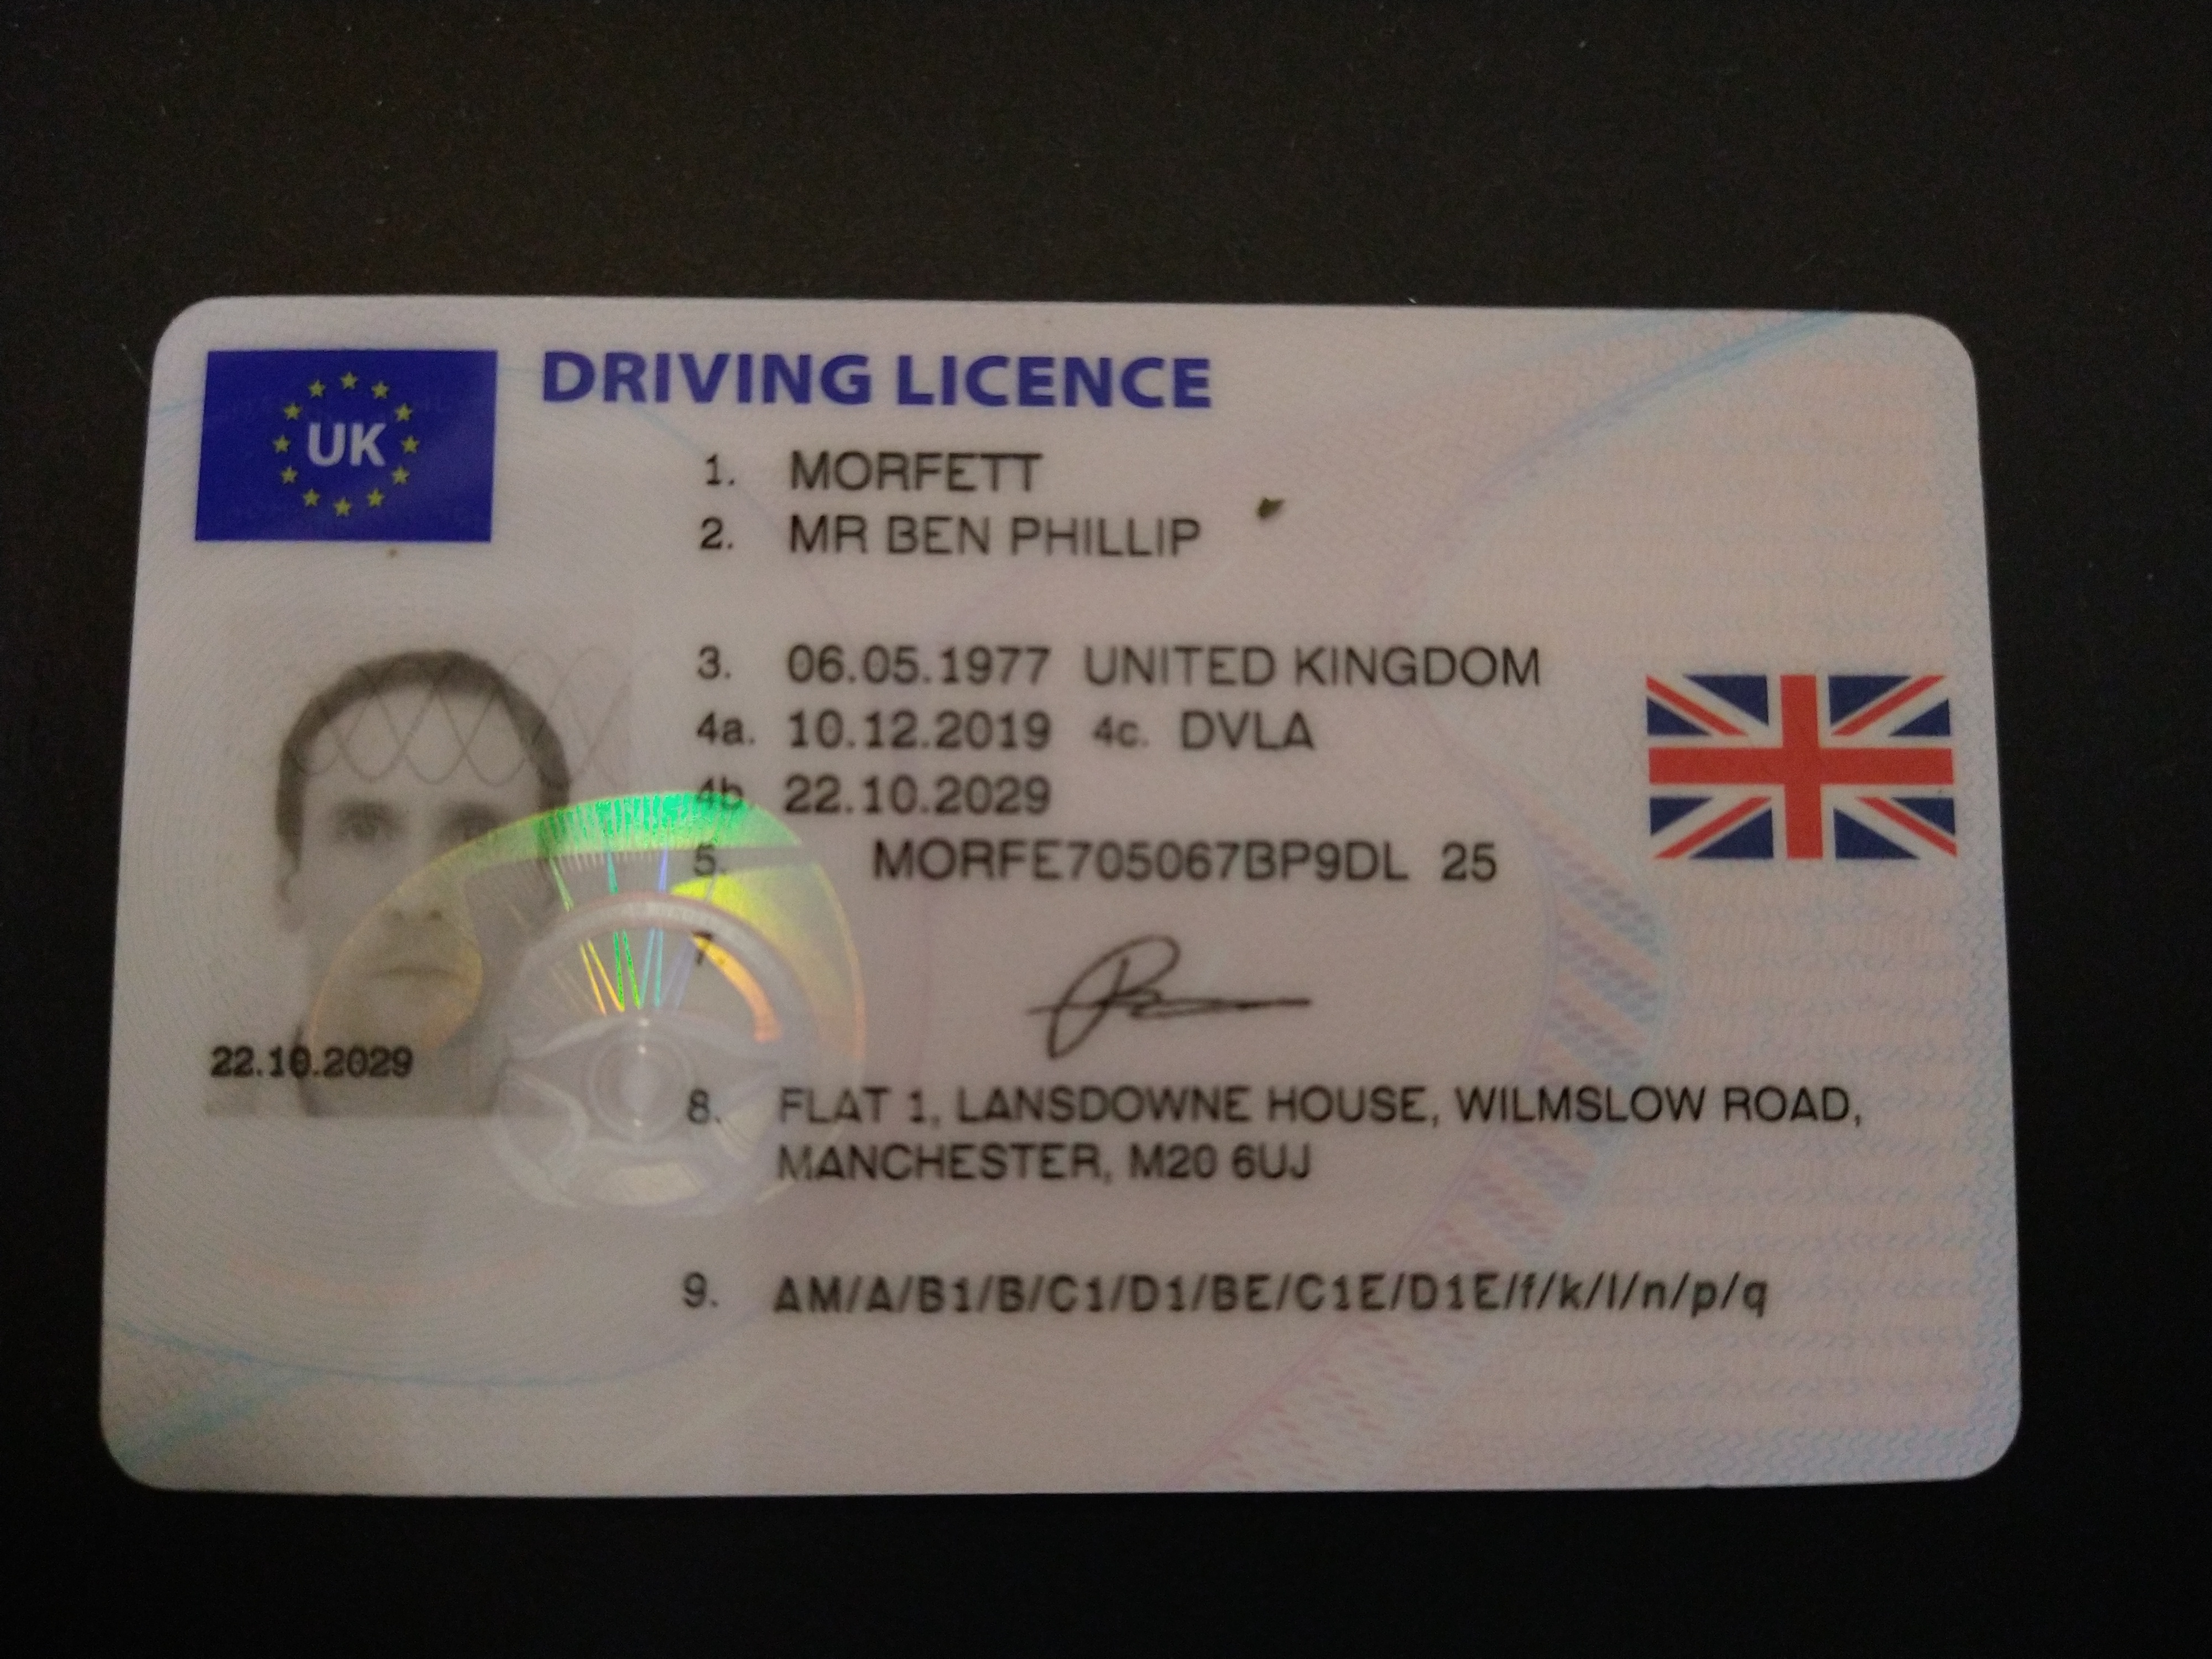 UK
DRIVING LICENCE
1. MORFETT
2. MR BEN PHILLIP
3. 06.05.1977 UNITED KINGDOM
4a. 10.12.2019 4c. DVLA
4b. 22.10.2029
5. MORFE705067BP9DL 25
7.
22.10.2029
8. FLAT 1, LANSDOWNE HOUSE, WILMSLOW ROAD,
MANCHESTER, M20 6UJ
9. AM/A/B1/B/C1/D1/BE/C1E/D1E/f/k/l/n/p/q